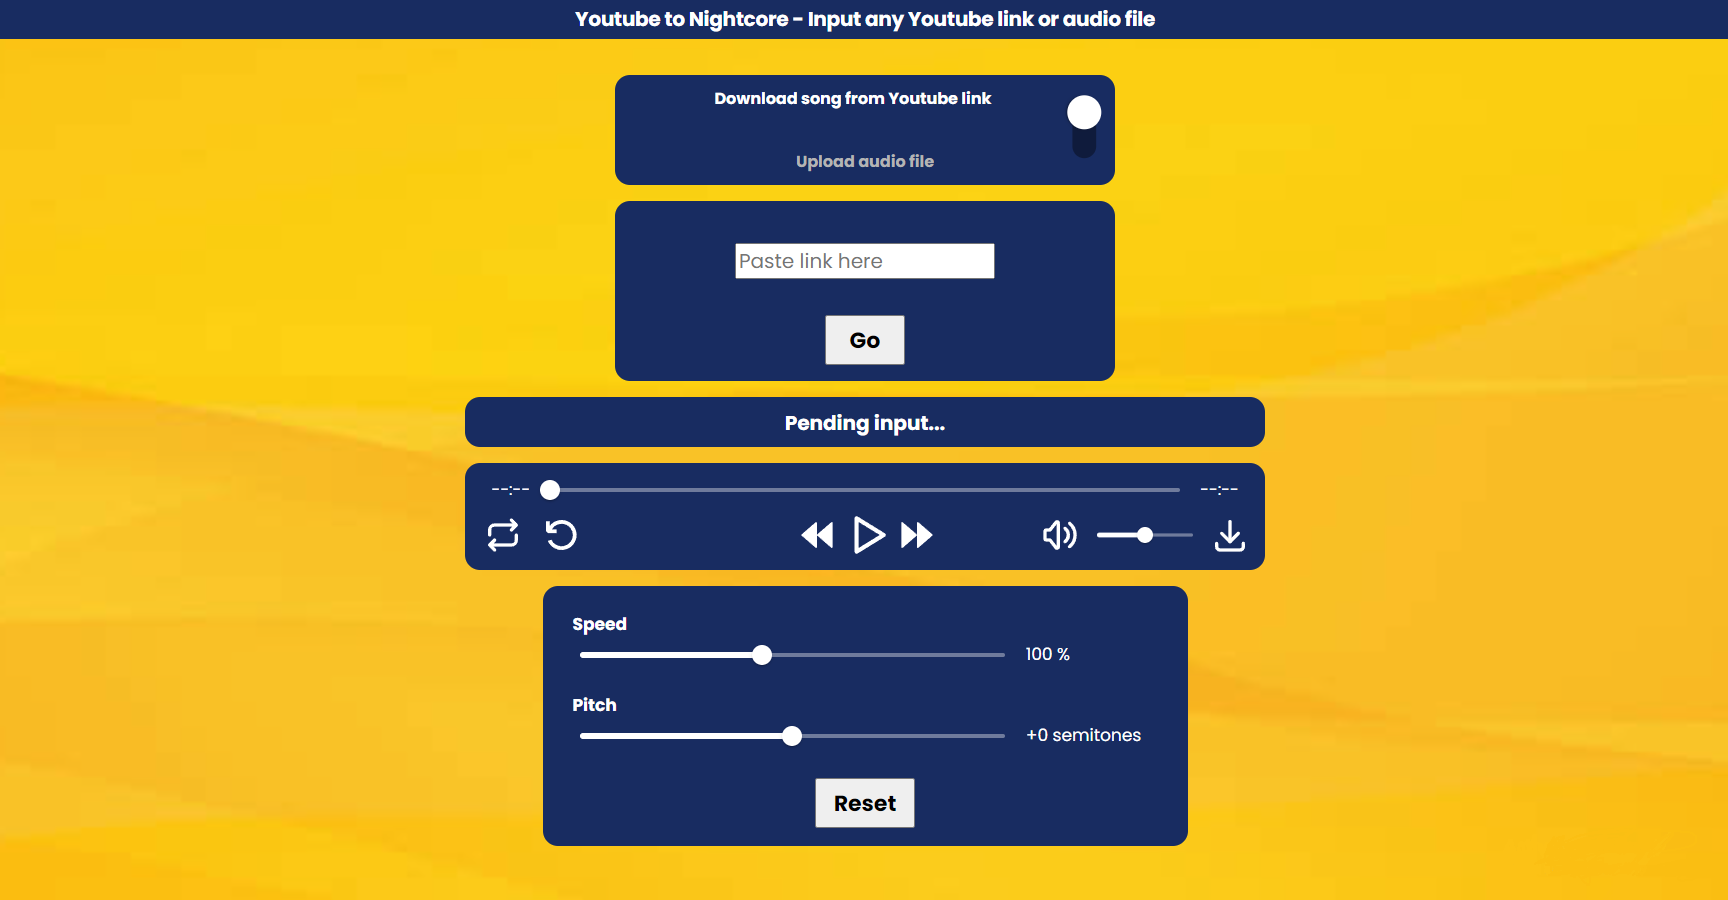 Youtube to Nightcore - Input any Youtube link or audio file
Download song from Youtube link
Upload audio file
Paste link here
Go
Pending input...
--:-- --:--
Speed
100 %
Pitch
+0 semitones
Reset